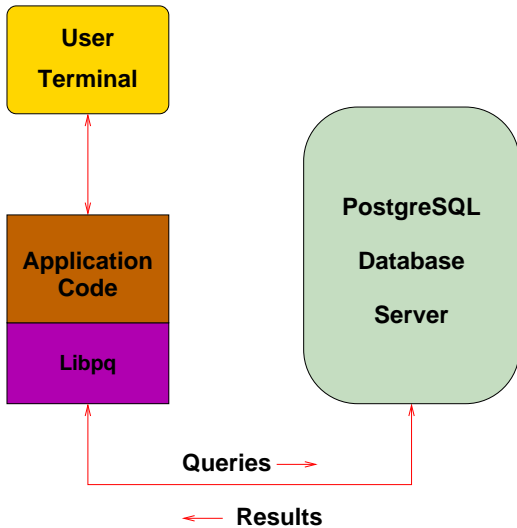 User
Terminal
Application
Code
Libpq
PostgreSQL
Database
Server
Queries
Results